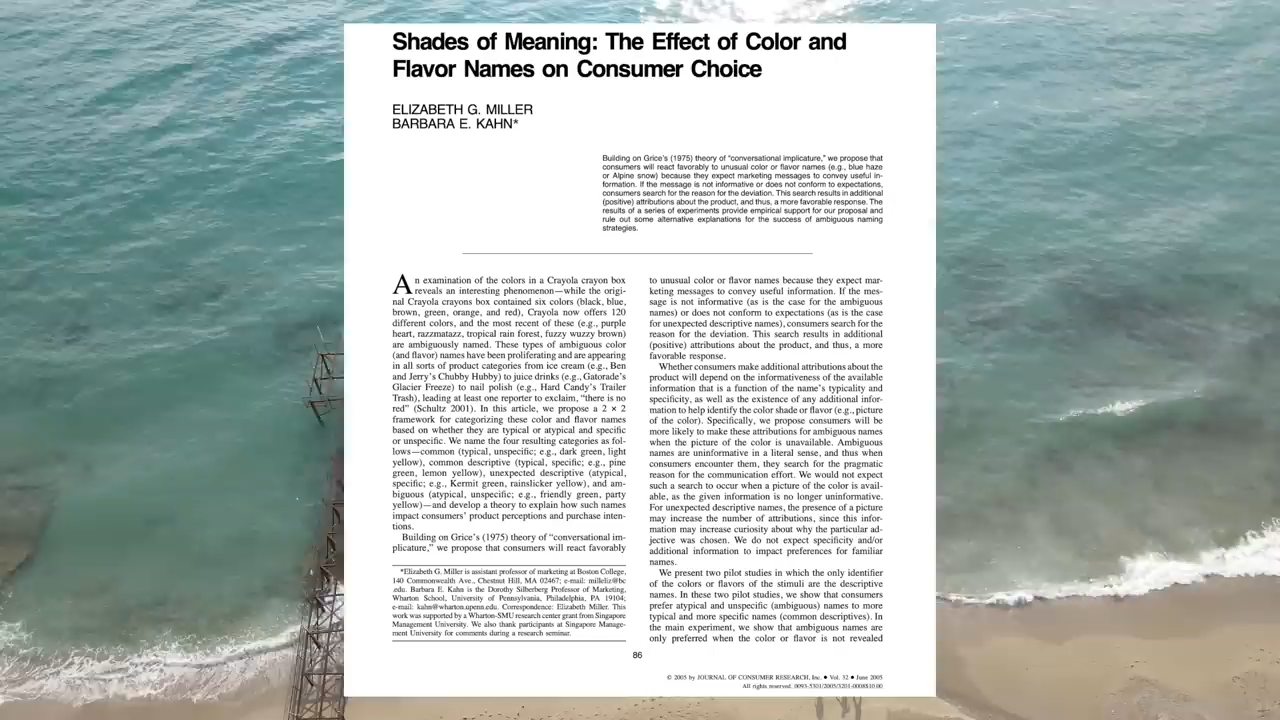 Shades of Meaning: The Effect of Color and
Flavor Names on Consumer Choice
ELIZABETH G. MILLER
BARBARA E. KAHN*
Building on Grice's (1975) theory of "conversational implicature," we propose that
consumers will react favorably to unusual color or flavor names (e.g., blue haze
or Alpine snow) because they expect marketing messages to convey useful in-
formation. If the message is not informative or does not conform to expectations,
consumers search for the reason for the deviation. This search results in additional
(positive) attributions about the product, and thus, a more favorable response. The
results of a series of experiments provide empirical support for our proposal and
rule out some alternative explanations for the success of ambiguous naming
strategies.
An examination of the colors in a Crayola crayon box
reveals an interesting phenomenon—while the origi-
nal Crayola crayons box contained six colors (black, blue,
brown, green, orange, and red), Crayola now offers 120
different colors, and the most recent of these (e.g., purple
heart, razzmatazz, tropical rain forest, fuzzy wuzzy brown)
are ambiguously named. These types of ambiguous color
(and flavor) names have been proliferating and are appearing
in all sorts of product categories from ice cream (e.g., Ben
and Jerry's Chubby Hubby) to juice drinks (e.g., Gatorade's
Glacier Freeze) to nail polish (e.g., Hard Candy's Trailer
Trash), leading at least one reporter to exclaim, "there is no
red" (Schultz 2001). In this article, we propose a 2 × 2
framework for categorizing these color and flavor names
based on whether they are typical or atypical and specific
or unspecific. We name the four resulting categories as fol-
lows—common (typical, unspecific; e.g., dark green, light
yellow), common descriptive (typical, specific; e.g., pine
green, lemon yellow), unexpected descriptive (atypical,
specific; e.g., Kermit green, rainslicker yellow), and am-
biguous (atypical, unspecific; e.g., friendly green, party
yellow)—and develop a theory to explain how such names
impact consumers' product perceptions and purchase inten-
tions.
Building on Grice's (1975) theory of "conversational im-
plicature," we propose that consumers will react favorably
*Elizabeth G. Miller is assistant professor of marketing at Boston College,
140 Commonwealth Ave., Chestnut Hill, MA 02467; e-mail: milleliz@bc
.edu. Barbara E. Kahn is the Dorothy Silberberg Professor of Marketing,
Wharton School, University of Pennsylvania, Philadelphia, PA 19104;
e-mail: kahn@wharton.upenn.edu. Correspondence: Elizabeth Miller. This
work was supported by a Wharton-SMU research center grant from Singapore
Management University. We also thank participants at Singapore Manage-
ment University for comments during a research seminar.
to unusual color or flavor names because they expect mar-
keting messages to convey useful information. If the mes-
sage is not informative (as is the case for the ambiguous
names) or does not conform to expectations (as is the case
for unexpected descriptive names), consumers search for the
reason for the deviation. This search results in additional
(positive) attributions about the product, and thus, a more
favorable response.
Whether consumers make additional attributions about the
product will depend on the informativeness of the available
information that is a function of the name's typicality and
specificity, as well as the existence of any additional infor-
mation to help identify the color shade or flavor (e.g., picture
of the color). Specifically, we propose consumers will be
more likely to make these attributions for ambiguous names
when the picture of the color is unavailable. Ambiguous
names are uninformative in a literal sense, and thus when
consumers encounter them, they search for the pragmatic
reason for the communication effort. We would not expect
such a search to occur when a picture of the color is avail-
able, as the given information is no longer uninformative.
For unexpected descriptive names, the presence of a picture
may increase the number of attributions, since this infor-
mation may increase curiosity about why the particular ad-
jective was chosen. We do not expect specificity and/or
additional information to impact preferences for familiar
names.
We present two pilot studies in which the only identifier
of the colors or flavors of the stimuli are the descriptive
names. In these two pilot studies, we show that consumers
prefer atypical and unspecific (ambiguous) names to more
typical and more specific names (common descriptives). In
the main experiment, we show that ambiguous names are
only preferred when the color or flavor is not revealed
86
© 2005 by JOURNAL OF CONSUMER RESEARCH, Inc. • Vol. 32 • June 2005
All rights reserved. 0093-5301/2005/3201-0008$10.00